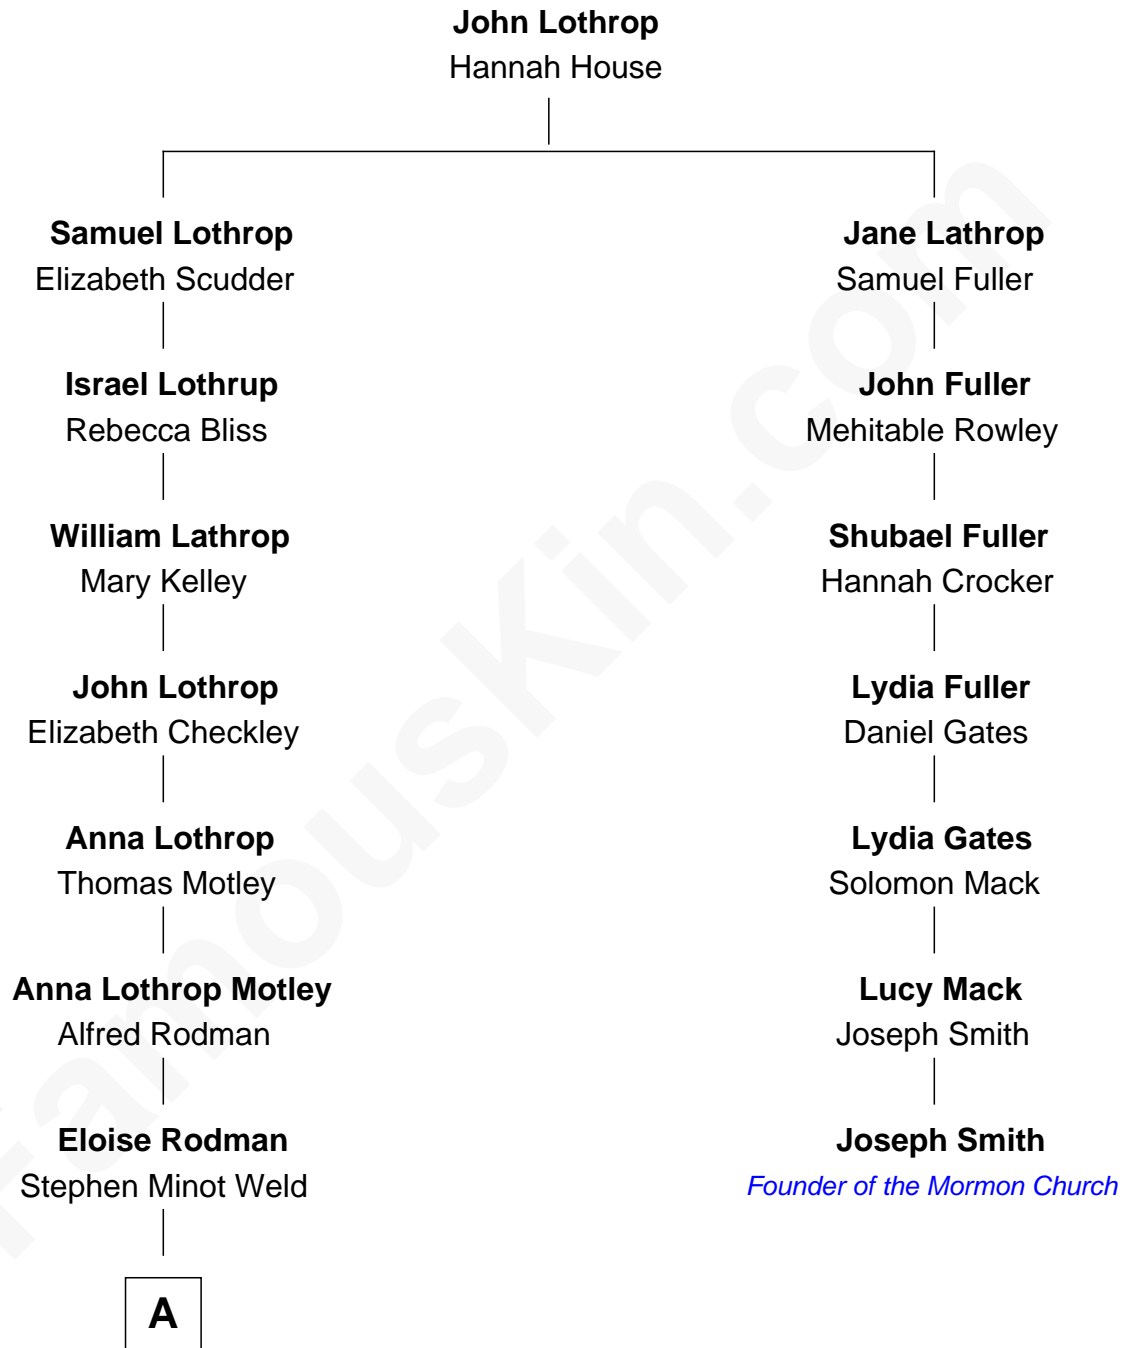 John Lothrop
Hannah House
Samuel Lothrop
Elizabeth Scudder
Israel Lothrup
Rebecca Bliss
William Lathrop
Mary Kelley
John Lothrop
Elizabeth Checkley
Anna Lothrop
Thomas Motley
Anna Lothrop Motley
Alfred Rodman
Eloise Rodman
Stephen Minot Weld
A
Jane Lathrop
Samuel Fuller
John Fuller
Mehitable Rowley
Shubael Fuller
Hannah Crocker
Lydia Fuller
Daniel Gates
Lydia Gates
Solomon Mack
Lucy Mack
Joseph Smith
Joseph Smith
Founder of the Mormon Church
FamousKin.com